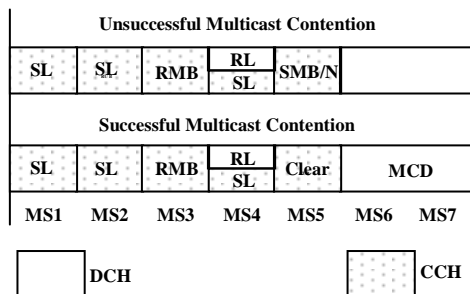 Unsuccessful Multicast Contention
SL SL RMB RL SMB/N
SL
Successful Multicast Contention
SL SL RMB RL Clear MCD
SL
MS1 MS2 MS3 MS4 MS5 MS6 MS7
DCH CCH